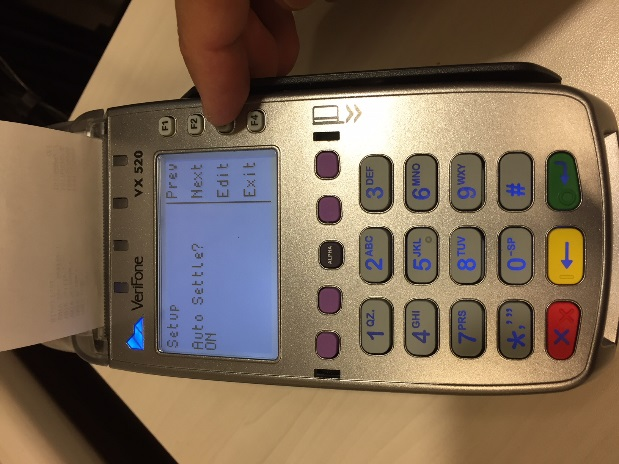 VeriFone
VX 520
Setup
Prev
Auto Settle?
Next
ON
Edit
Exit
F1
F2
F4
ALPHA
1 QZ.
2 ABC
3 DEF
4 GHI
5 JKL
6 MNO
7 PRS
8 TUV
9 WXY
*,'"
0 -SP
#